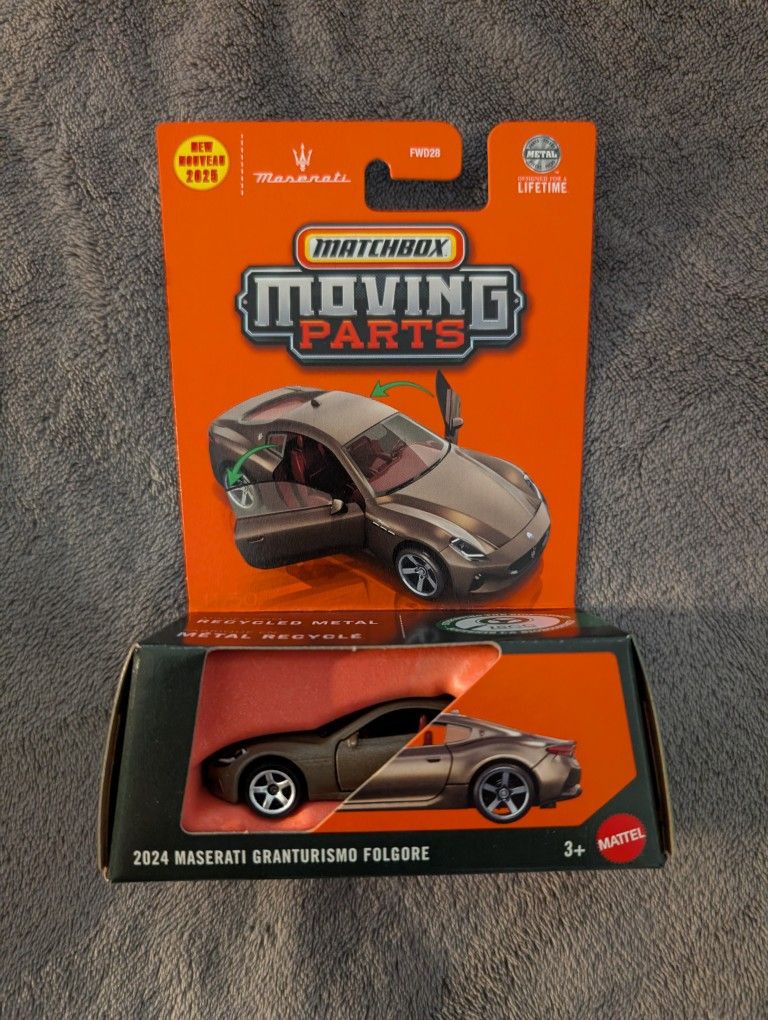 NEW
NOUVEAU
2025
Maserati
FWD28
METAL
DESIGNED FOR A
LIFETIME
MATCHBOX
MOVING
PARTS
RECYCLED METAL
MÉTAL RECYCLÉ
2024 MASERATI GRANTURISMO FOLGORE
3+
MATTEL